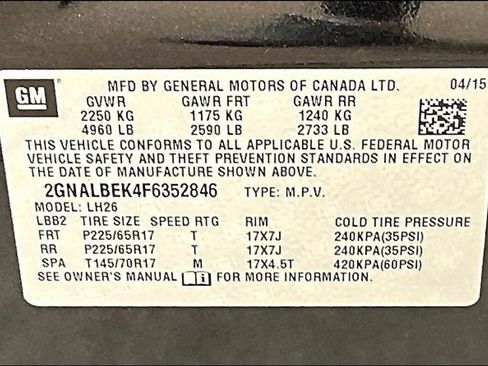 GM
MFD BY GENERAL MOTORS OF CANADA LTD. 04/15
GVWR GAWR FRT GAWR RR
2250 KG 1175 KG 1240 KG
4960 LB 2590 LB 2733 LB
THIS VEHICLE CONFORMS TO ALL APPLICABLE U.S. FEDERAL MOTOR
VEHICLE SAFETY AND THEFT PREVENTION STANDARDS IN EFFECT ON
THE DATE OF MANUFACTURE SHOWN ABOVE.
2GNALBEK4F6352846 TYPE: M.P.V.
MODEL: LH26
LBB2 TIRE SIZE SPEED RTG RIM COLD TIRE PRESSURE
FRT P225/65R17 T 17X7J 240KPA(35PSI)
RR P225/65R17 T 17X7J 240KPA(35PSI)
SPA T145/70R17 M 17X4.5T 420KPA(60PSI)
SEE OWNER'S MANUAL FOR MORE INFORMATION.